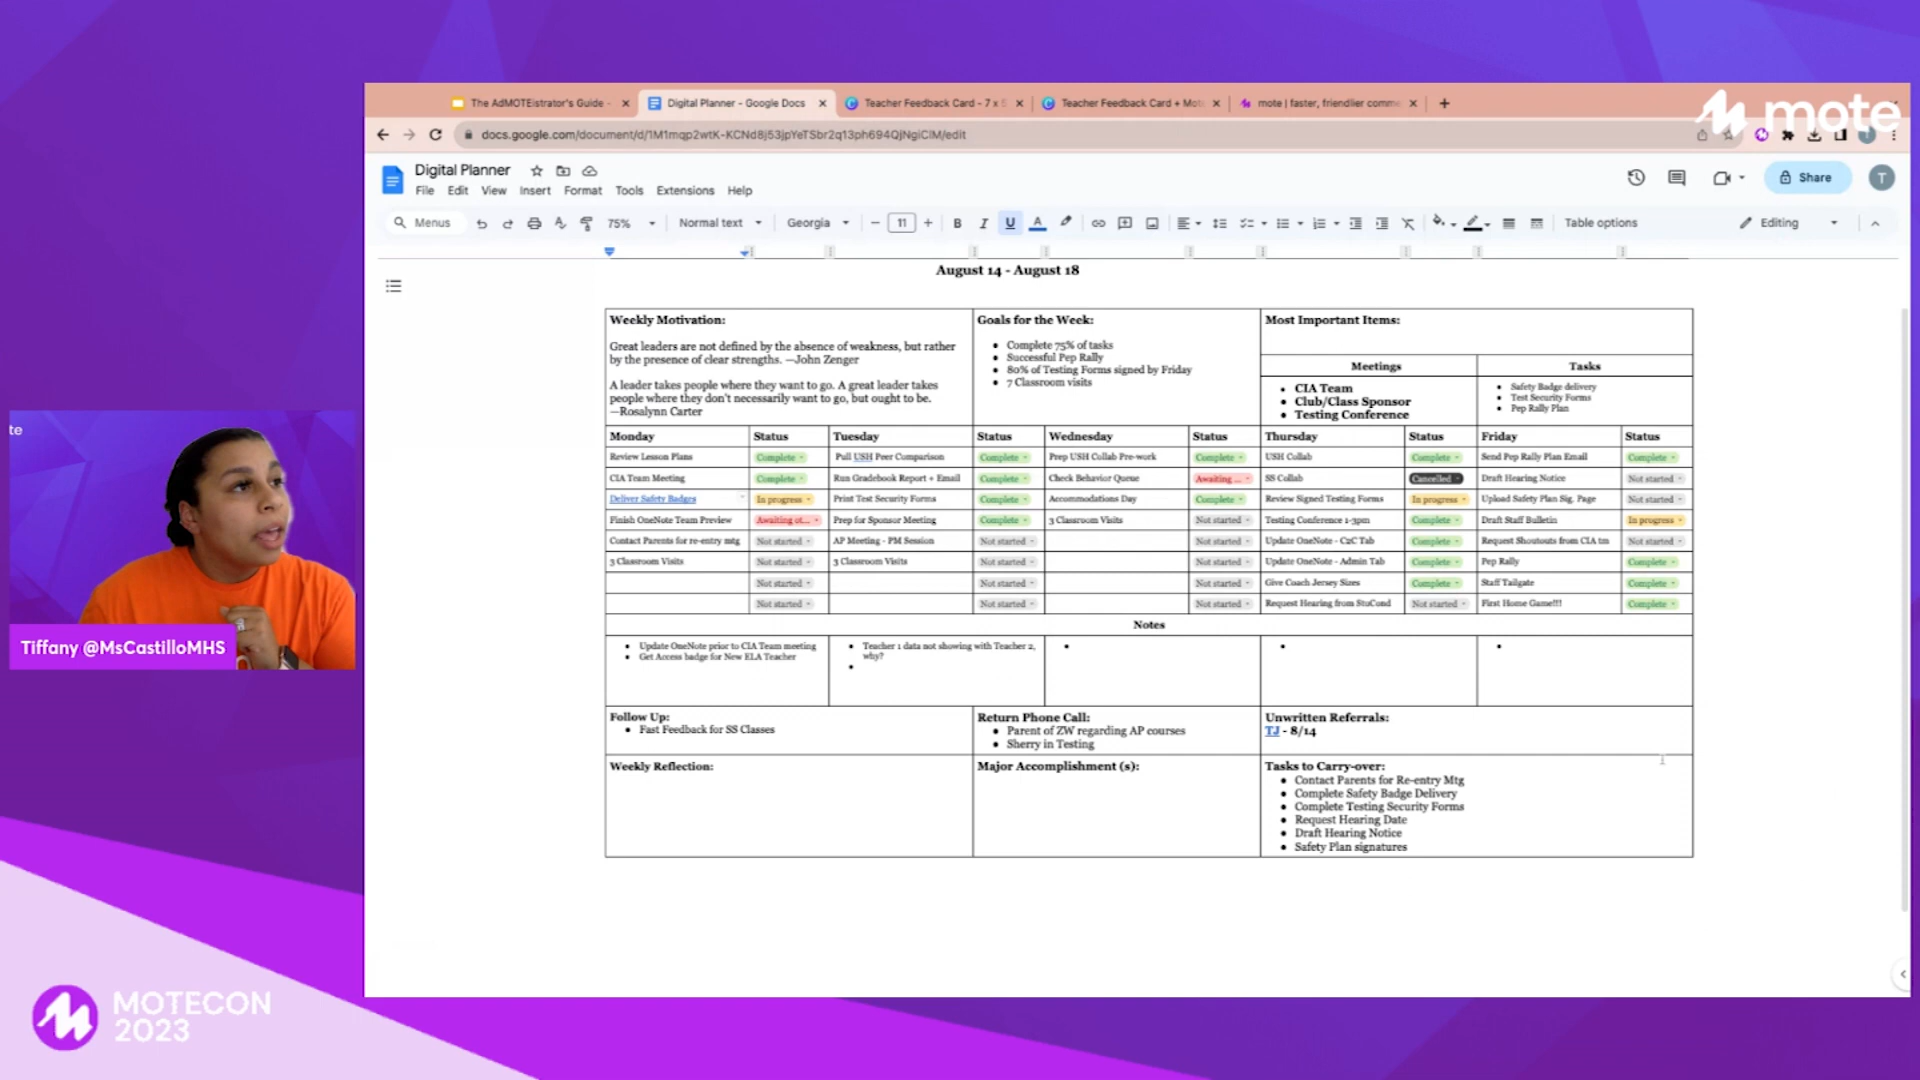 The AdMOTEistrator's Guide -
Digital Planner - Google Docs
Teacher Feedback Card - 7 x 5
Teacher Feedback Card + Mot
mote | faster, friendlier comme
mote
docs.google.com/document/d/1M1mqp2wtK-KCNd8j53jpYeTSbr2q13ph694QjNgiCIM/edit
Digital Planner
File Edit View Insert Format Tools Extensions Help
Share
T
Menus 75% Normal text Georgia 11 B I U A Table options Editing
August 14 - August 18
Weekly Motivation:
Great leaders are not defined by the absence of weakness, but rather
by the presence of clear strengths. —John Zenger
A leader takes people where they want to go. A great leader takes
people where they don't necessarily want to go, but ought to be.
—Rosalynn Carter
Goals for the Week:
Complete 75% of tasks
Successful Pep Rally
80% of Testing Forms signed by Friday
7 Classroom visits
Most Important Items:
Meetings Tasks
CIA Team
Club/Class Sponsor
Testing Conference
Safety Badge delivery
Test Security Forms
Pep Rally Plan
Monday Status Tuesday Status Wednesday Status Thursday Status Friday Status
Review Lesson Plans Complete Pull USH Peer Comparison Complete Prep USH Collab Pre-work Complete USH Collab Complete Send Pep Rally Plan Email Complete
CIA Team Meeting Complete Run Gradebook Report + Email Complete Check Behavior Queue Awaiting ... SS Collab Cancelled Draft Hearing Notice Not started
Deliver Safety Badges In progress Print Test Security Forms Complete Accommodations Day Complete Review Signed Testing Forms In progress Upload Safety Plan Sig. Page Not started
Finish OneNote Team Preview Awaiting ot... Prep for Sponsor Meeting Complete 3 Classroom Visits Not started Testing Conference 1-3pm Complete Draft Staff Bulletin In progress
Contact Parents for re-entry mtg Not started AP Meeting - PM Session Not started Not started Update OneNote - C2C Tab Complete Request Shoutouts from CIA tm Not started
3 Classroom Visits Not started 3 Classroom Visits Not started Not started Update OneNote - Admin Tab Complete Pep Rally Complete
Not started Not started Not started Give Coach Jersey Sizes Complete Staff Tailgate Complete
Not started Not started Not started Request Hearing from StuCond Not started First Home Game!!! Complete
Notes
Update OneNote prior to CIA Team meeting
Get Access badge for New ELA Teacher
Teacher 1 data not showing with Teacher 2,
why?
Follow Up:
Fast Feedback for SS Classes
Return Phone Call:
Parent of ZW regarding AP courses
Sherry in Testing
Unwritten Referrals:
TJ - 8/14
Weekly Reflection:
Major Accomplishment (s):
Tasks to Carry-over:
Contact Parents for Re-entry Mtg
Complete Safety Badge Delivery
Complete Testing Security Forms
Request Hearing Date
Draft Hearing Notice
Safety Plan signatures
te
Tiffany @MsCastilloMHS
MOTECON
2023